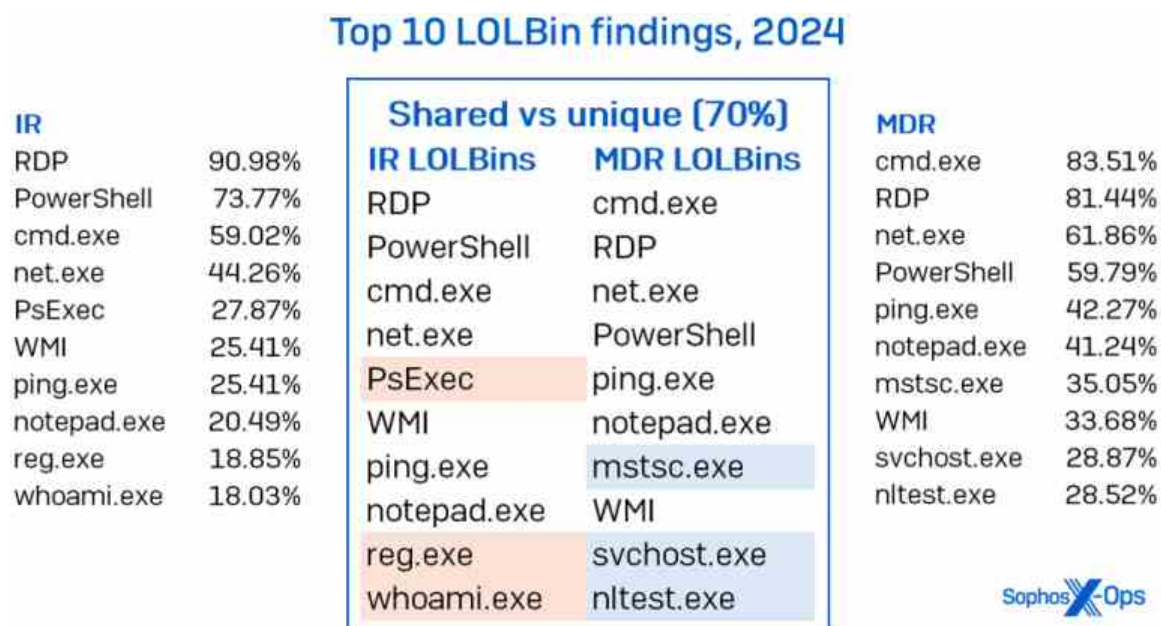 Top 10 LOLBin findings, 2024
IR
RDP 90.98%
PowerShell 73.77%
cmd.exe 59.02%
net.exe 44.26%
PsExec 27.87%
WMI 25.41%
ping.exe 25.41%
notepad.exe 20.49%
reg.exe 18.85%
whoami.exe 18.03%
Shared vs unique (70%)
IR LOLBins MDR LOLBins
RDP cmd.exe
PowerShell RDP
cmd.exe net.exe
net.exe PowerShell
PsExec ping.exe
WMI notepad.exe
ping.exe mstsc.exe
notepad.exe WMI
reg.exe svchost.exe
whoami.exe nltest.exe
MDR
cmd.exe 83.51%
RDP 81.44%
net.exe 61.86%
PowerShell 59.79%
ping.exe 42.27%
notepad.exe 41.24%
mstsc.exe 35.05%
WMI 33.68%
svchost.exe 28.87%
nltest.exe 28.52%
Sophos X-Ops